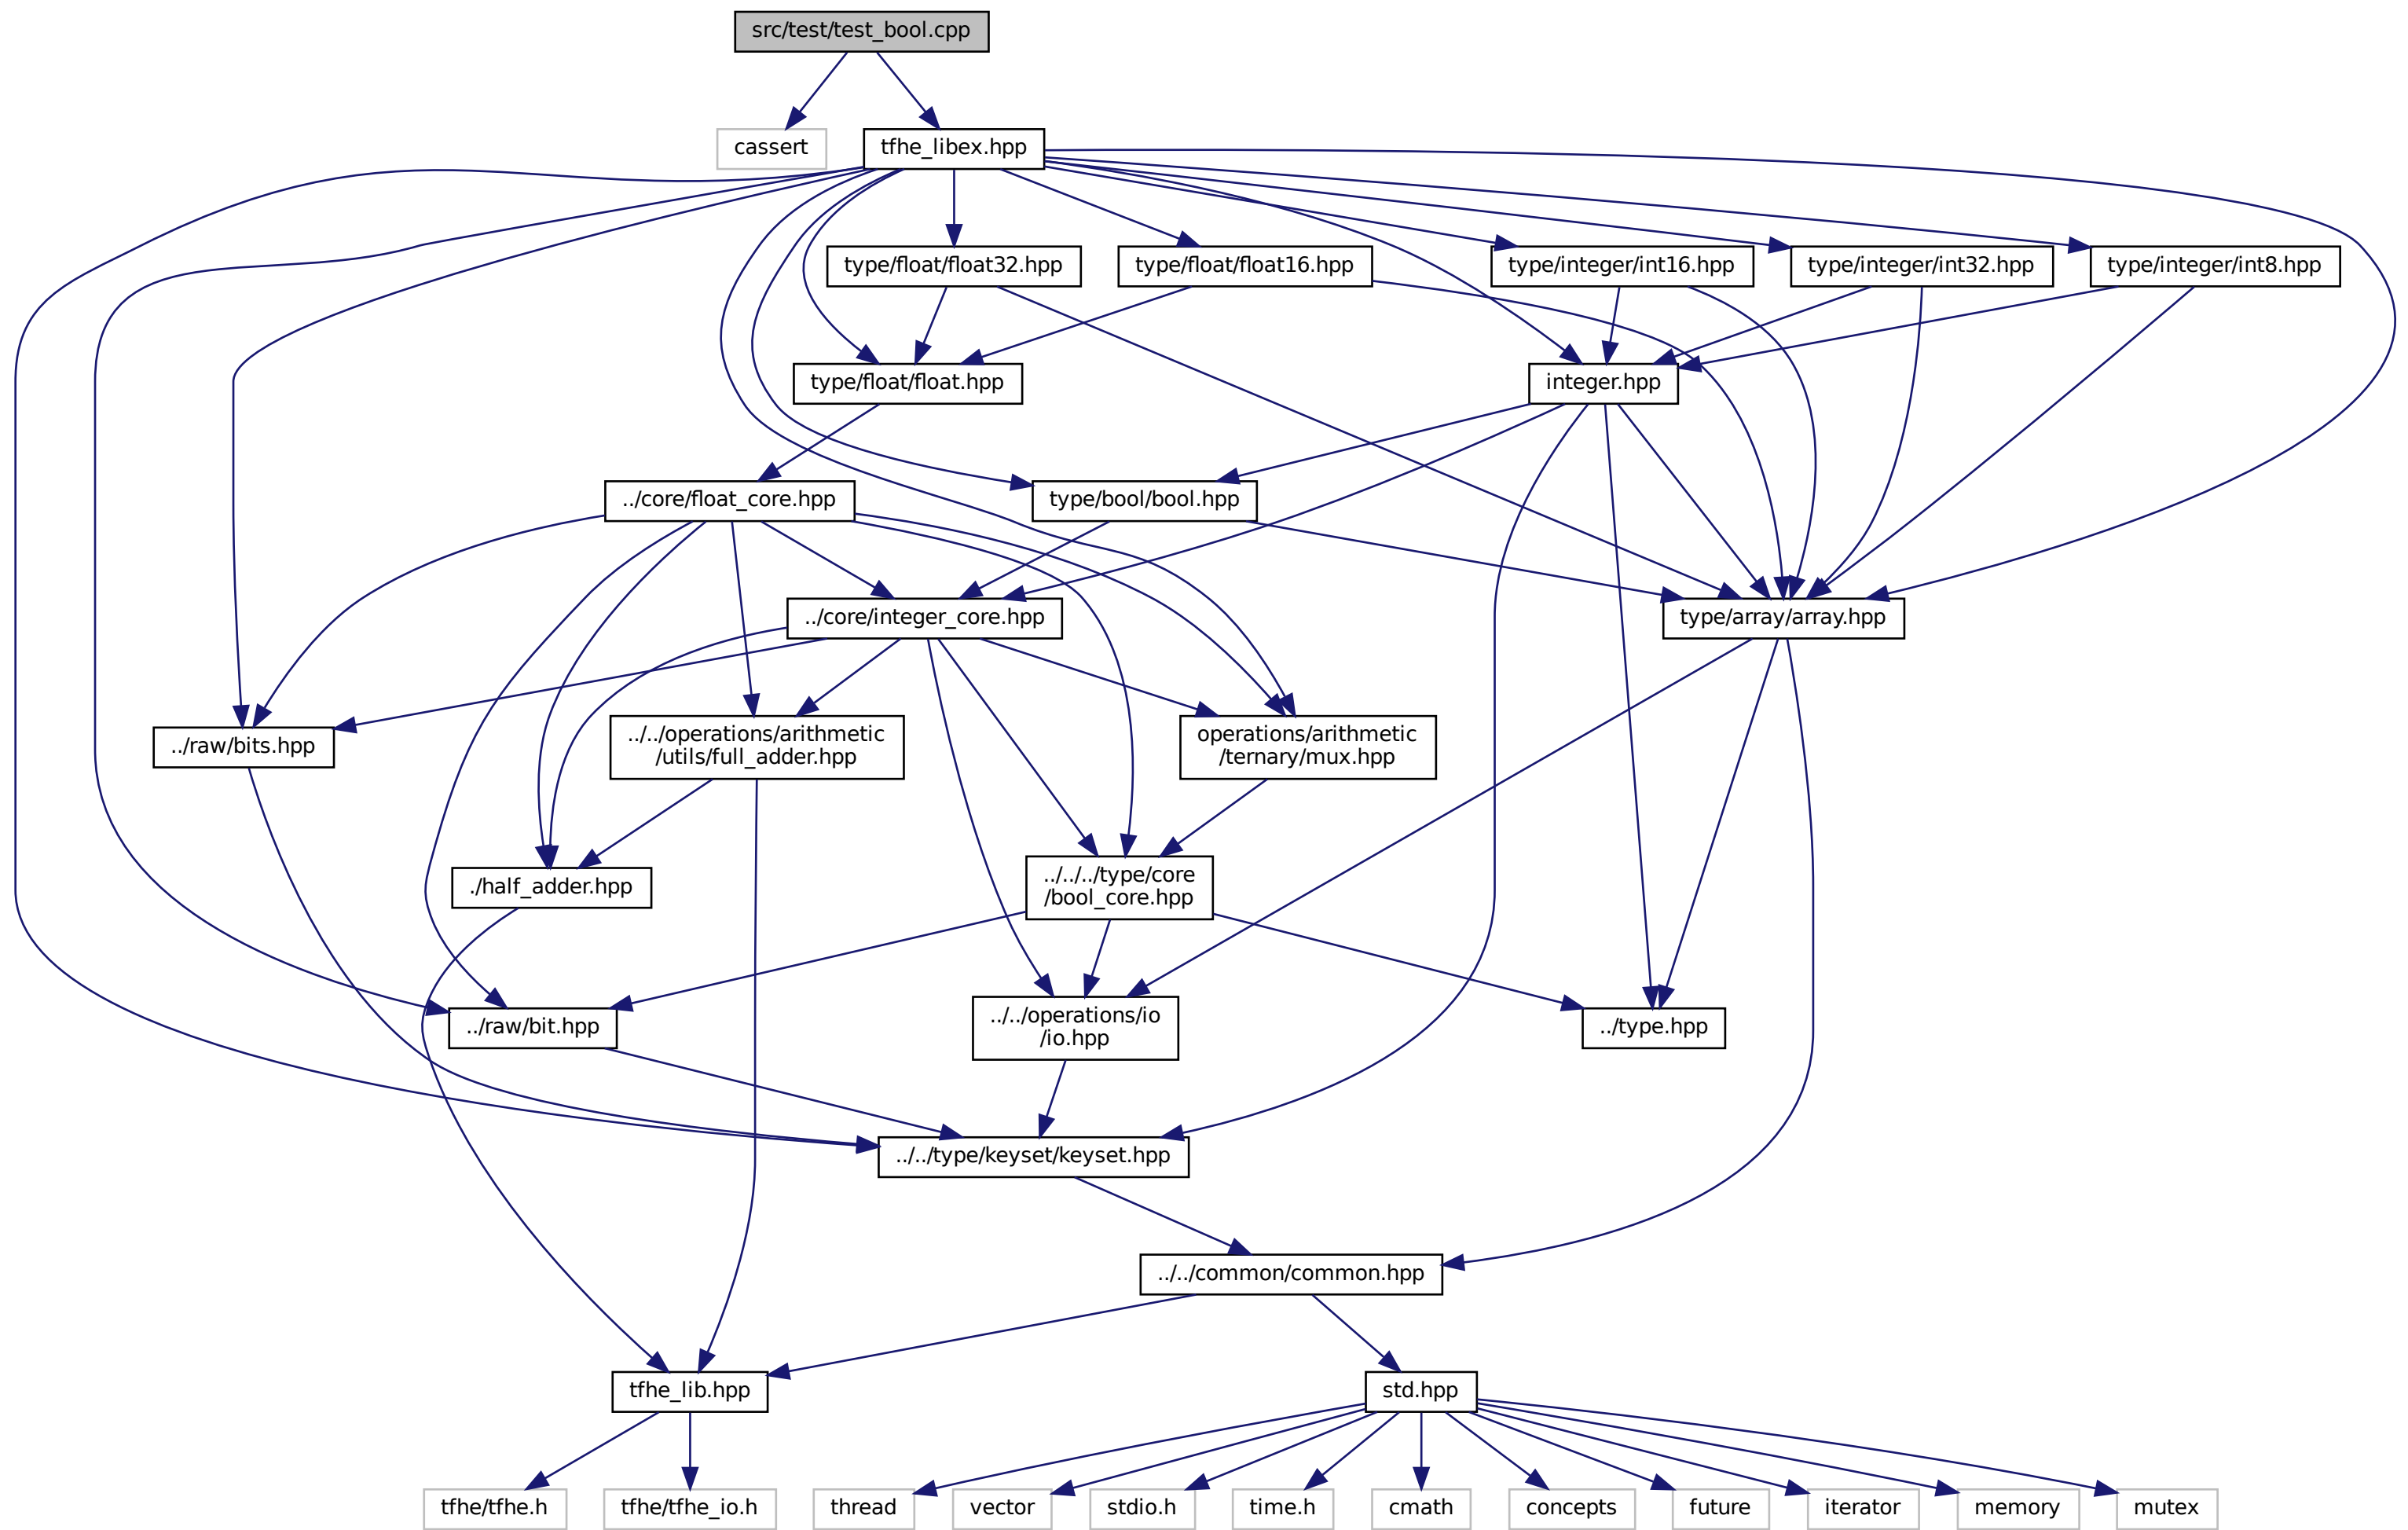 src/test/test_bool.cpp
cassert
tfhe_libex.hpp
type/float/float32.hpp
type/float/float16.hpp
type/integer/int16.hpp
type/integer/int32.hpp
type/integer/int8.hpp
type/float/float.hpp
integer.hpp
../core/float_core.hpp
type/bool/bool.hpp
../core/integer_core.hpp
type/array/array.hpp
../raw/bits.hpp
../../operations/arithmetic
/utils/full_adder.hpp
operations/arithmetic
/ternary/mux.hpp
./half_adder.hpp
../../../type/core
/bool_core.hpp
../raw/bit.hpp
../../operations/io
/io.hpp
../type.hpp
../../type/keyset/keyset.hpp
../../common/common.hpp
tfhe_lib.hpp
std.hpp
tfhe/tfhe.h
tfhe/tfhe_io.h
thread
vector
stdio.h
time.h
cmath
concepts
future
iterator
memory
mutex